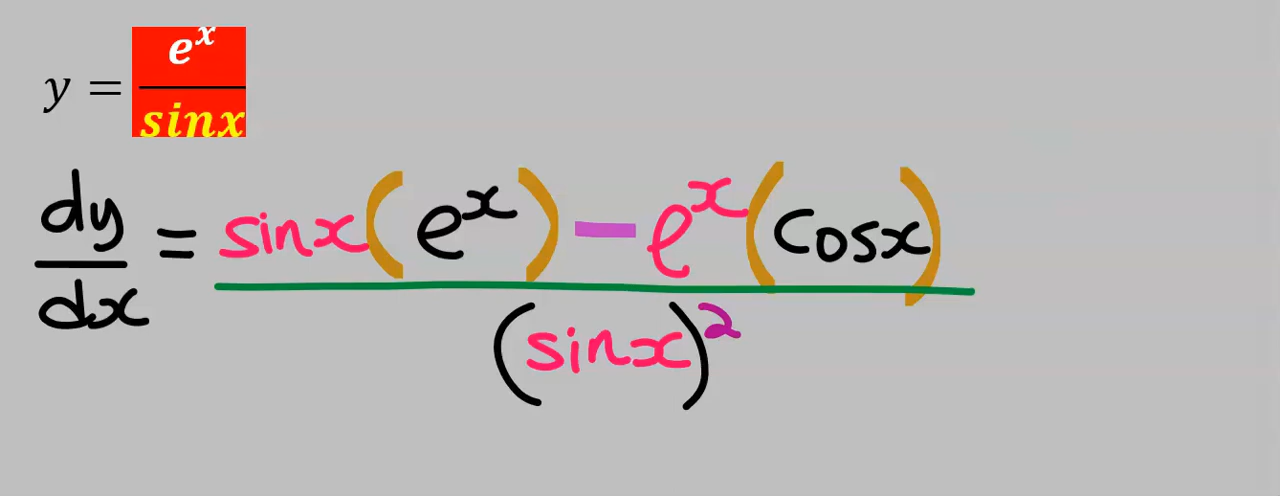 y = e^x / sinx
dy/dx = sinx(e^x) − e^x(cosx) / (sinx)^2